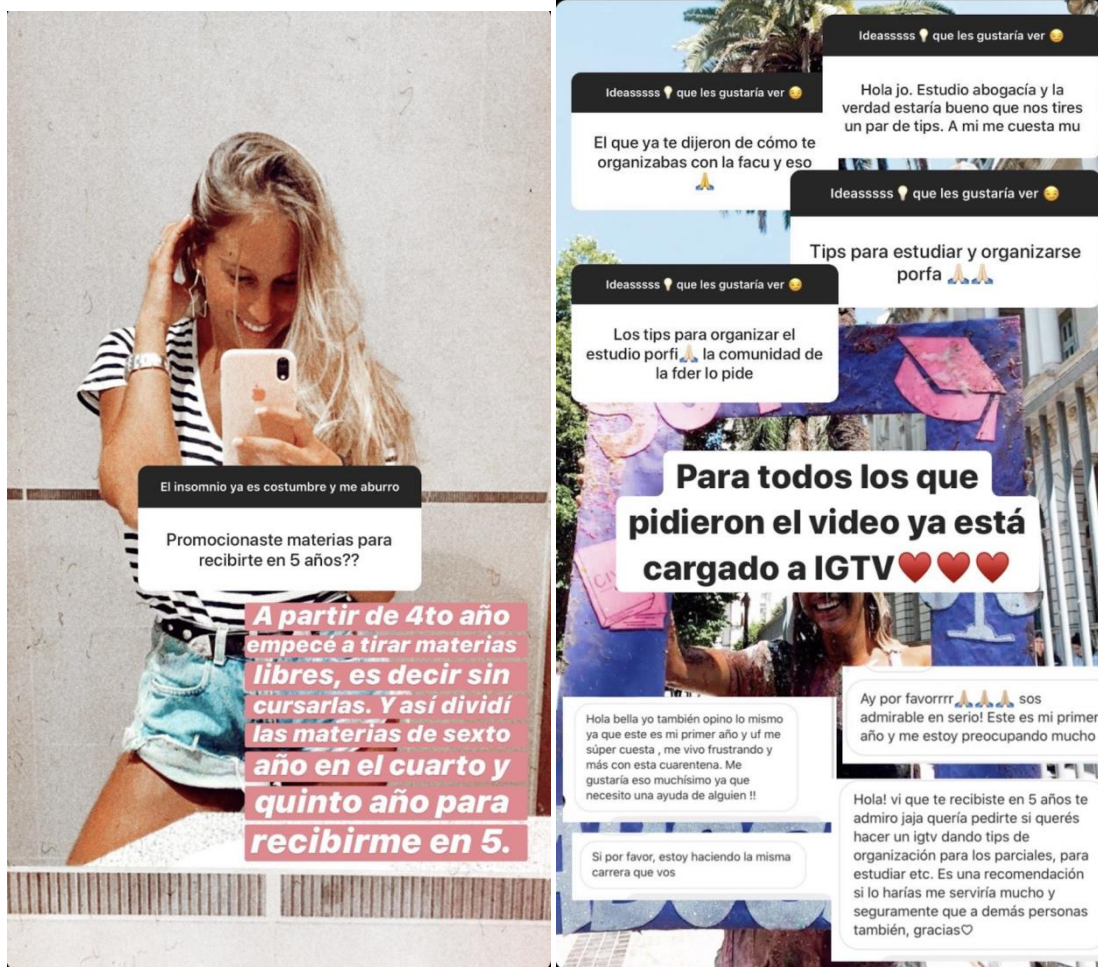 El insomnio ya es costumbre y me aburro
Promocionaste materias para
recibirte en 5 años??
A partir de 4to año
empecé a tirar materias
libres, es decir sin
cursarlas. Y así dividí
las materias de sexto
año en el cuarto y
quinto año para
recibirme en 5.
Ideasssss💡 que les gustaría ver 😏
Hola jo. Estudio abogacía y la
verdad estaría bueno que nos tires
un par de tips. A mi me cuesta mu
Ideasssss💡 que les gustaría ver 😏
El que ya te dijeron de cómo te
organizabas con la facu y eso
🙏
Ideasssss💡 que les gustaría ver 😏
Tips para estudiar y organizarse
porfa 🙏🏻🙏🏻
Ideasssss💡 que les gustaría ver 😏
Los tips para organizar el
estudio porfi🙏🏻 la comunidad de
la fder lo pide
Para todos los que
pidieron el video ya está
cargado a IGTV♥️♥️♥️
Hola bella yo también opino lo mismo
ya que este es mi primer año y uf me
súper cuesta , me vivo frustrando y
más con esta cuarentena. Me
gustaría eso muchísimo ya que
necesito una ayuda de alguien !!
Si por favor, estoy haciendo la misma
carrera que vos
Ay por favorrrr🙏🏻🙏🏻🙏🏻 sos
admirable en serio! Este es mi primer
año y me estoy preocupando mucho
Hola! vi que te recibiste en 5 años te
admiro jaja quería pedirte si querés
hacer un igtv dando tips de
organización para los parciales, para
estudiar etc. Es una recomendación
si lo harías me serviría mucho y
seguramente que a demás personas
también, gracias♡